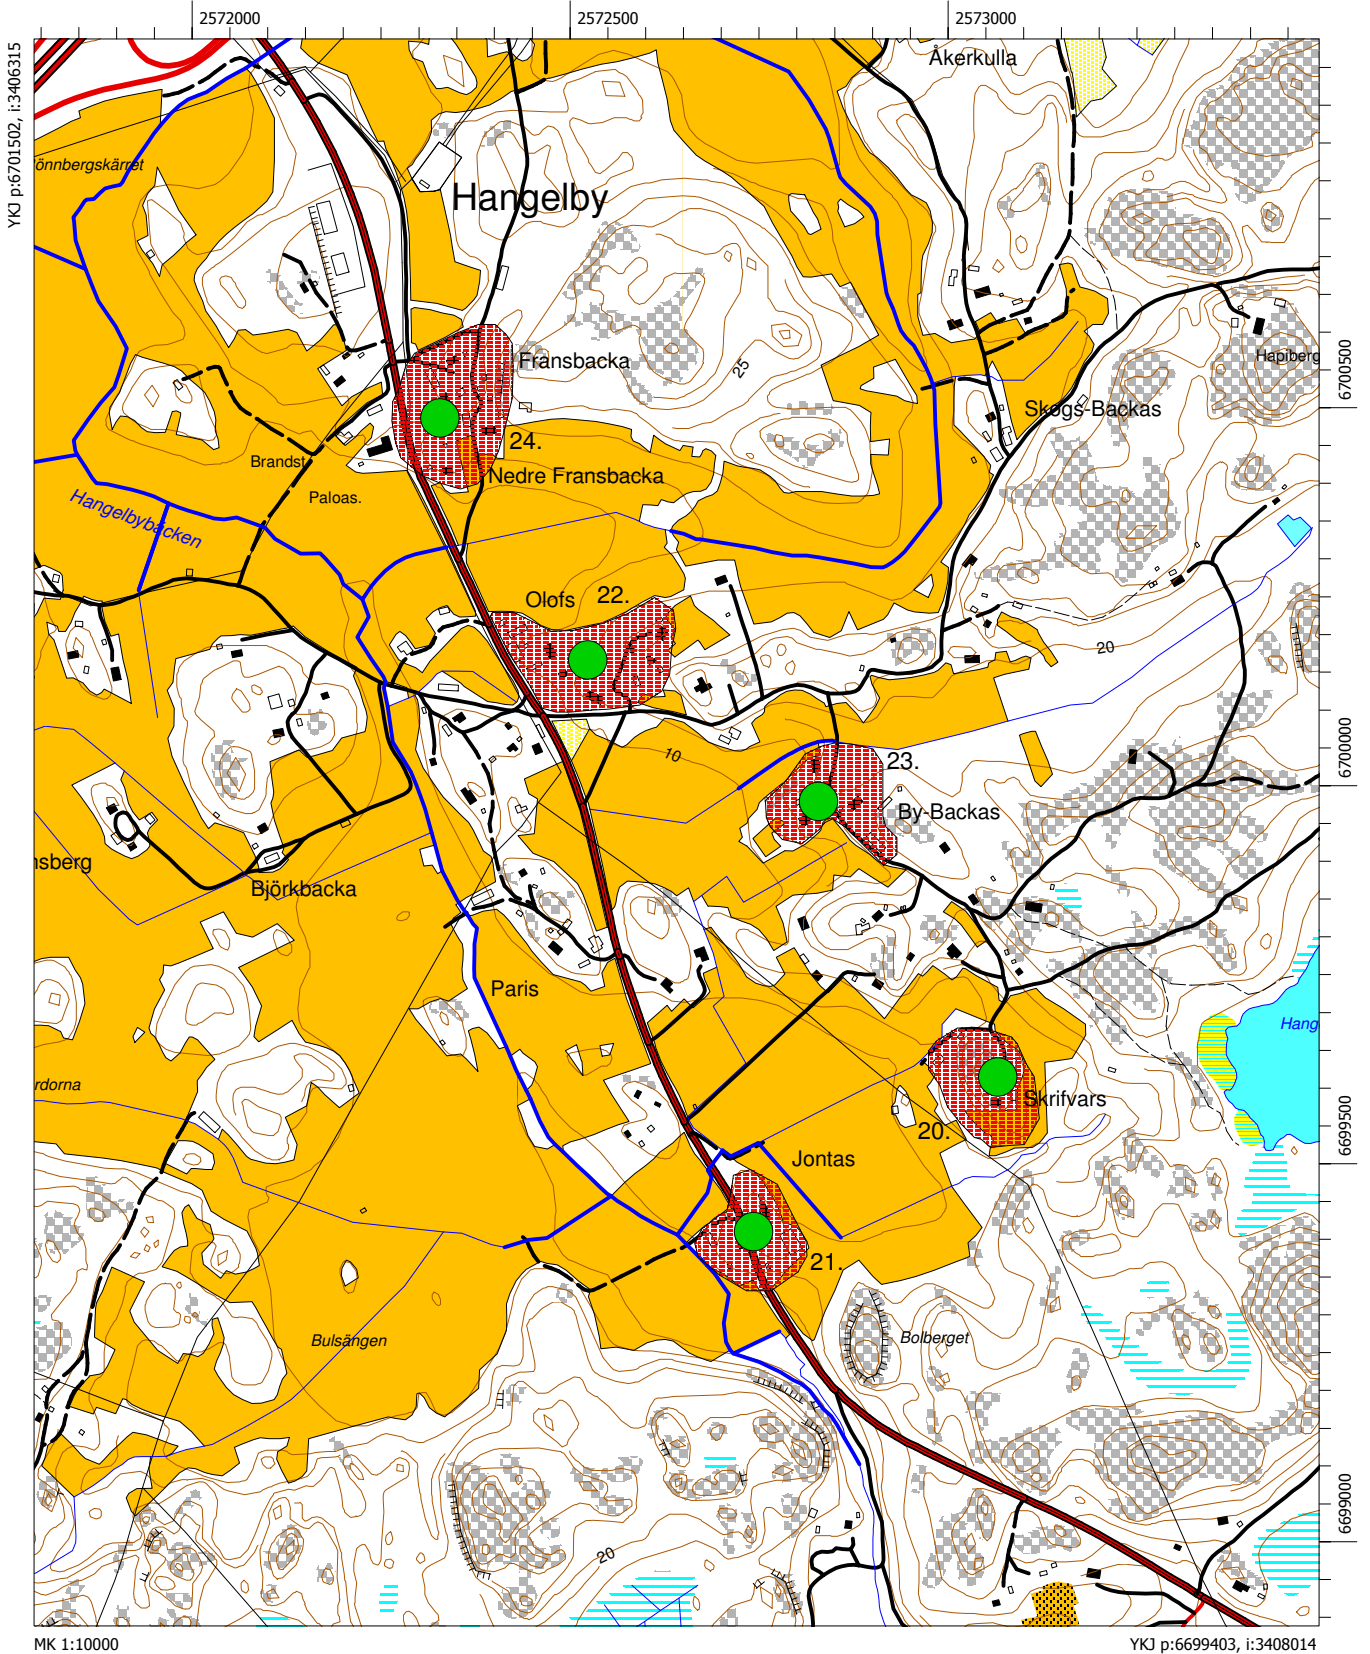 2572000
2572500
2573000
YKJ p:6701502, i:3406315
Åkerkulla
önnbergskärret
Hangelby
25
Fransbacka
Hapiberg
6700500
Skogs-Backas
24.
Brandst.
Nedre Fransbacka
Paloas.
Hangelbybäcken
Olofs
22.
20
10
23.
6700000
By-Backas
nsberg
Björkbacka
Paris
Hang
rdorna
Skrifvars
20.
6699500
Jontas
21.
Bulsängen
Bolberget
6699000
20
MK 1:10000
YKJ p:6699403, i:3408014